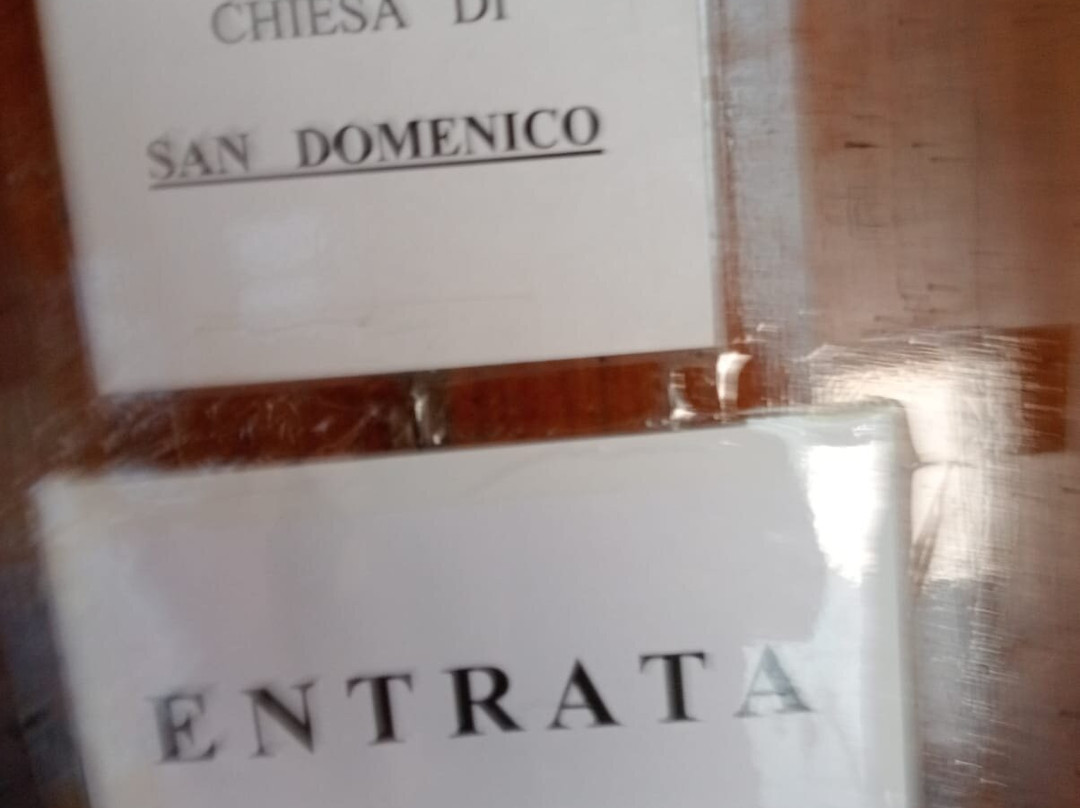 CHIESA DI
SAN DOMENICO
ENTRATA